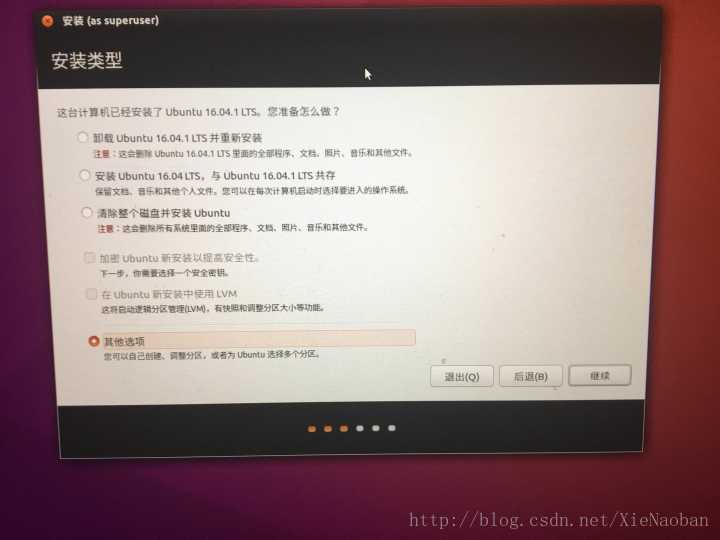 安装 (as superuser)
安装类型
这台计算机已经安装了 Ubuntu 16.04.1 LTS。您准备怎么做？
卸载 Ubuntu 16.04.1 LTS 并重新安装
注意：这会删除 Ubuntu 16.04.1 LTS 里面的全部程序、文档、照片、音乐和其他文件。
安装 Ubuntu 16.04 LTS，与 Ubuntu 16.04.1 LTS 共存
保留文档、音乐和其他个人文件。您可以在每次计算机启动时选择要进入的操作系统。
清除整个磁盘并安装 Ubuntu
注意：这会删除所有系统里面的全部程序、文档、照片、音乐和其他文件。
加密 Ubuntu 新安装以提高安全性。
下一步，你需要选择一个安全密钥。
在 Ubuntu 新安装中使用 LVM
这将启动逻辑分区管理(LVM)，有快照和调整分区大小等功能。
其他选项
您可以自己创建、调整分区，或者为 Ubuntu 选择多个分区。
退出(Q) 后退(B) 继续
http://blog.csdn.net/XieNaoban